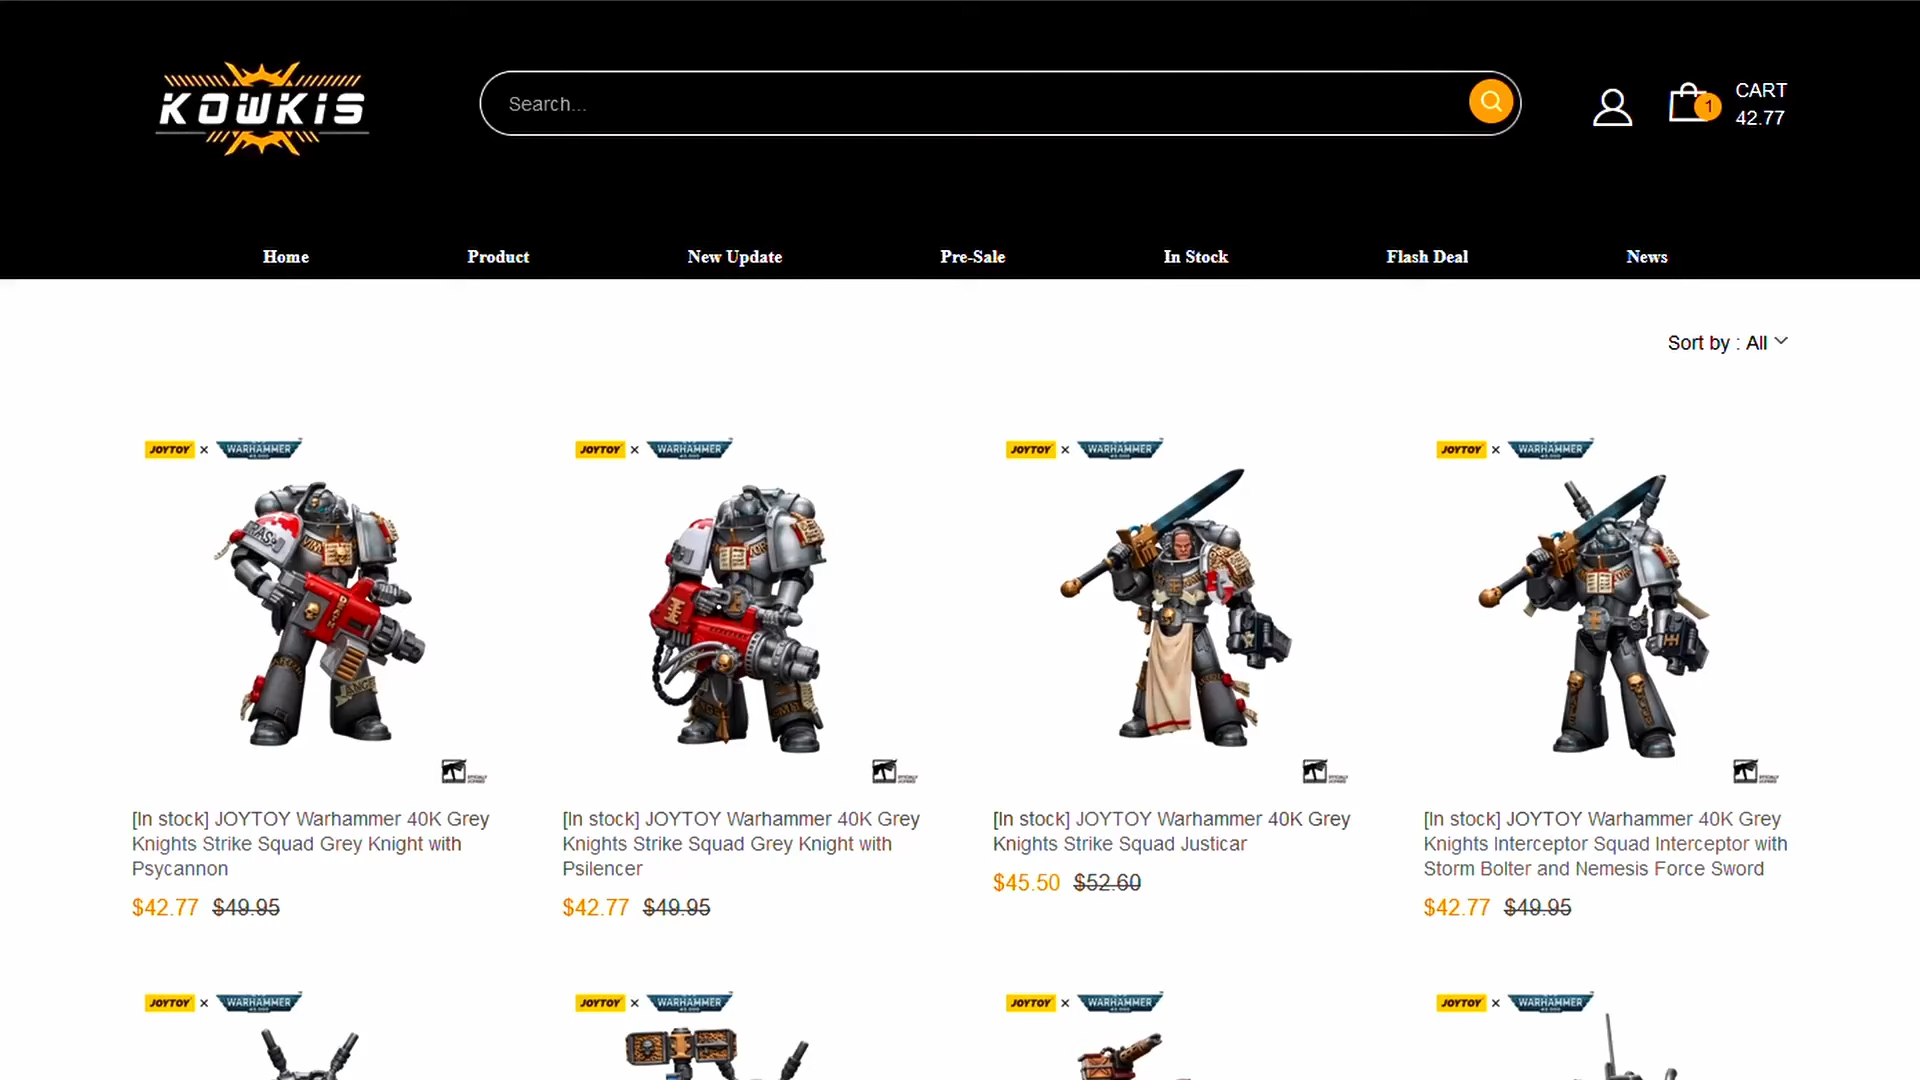 KOWKIS
Search...
1
CART
42.77
Home
Product
New Update
Pre-Sale
In Stock
Flash Deal
News
Sort by : All
JOYTOY x WARHAMMER
JOYTOY x WARHAMMER
JOYTOY x WARHAMMER
JOYTOY x WARHAMMER
[In stock] JOYTOY Warhammer 40K Grey
Knights Strike Squad Grey Knight with
Psycannon
$42.77 $49.95
[In stock] JOYTOY Warhammer 40K Grey
Knights Strike Squad Grey Knight with
Psilencer
$42.77 $49.95
[In stock] JOYTOY Warhammer 40K Grey
Knights Strike Squad Justicar
$45.50 $52.60
[In stock] JOYTOY Warhammer 40K Grey
Knights Interceptor Squad Interceptor with
Storm Bolter and Nemesis Force Sword
$42.77 $49.95
JOYTOY x WARHAMMER
JOYTOY x WARHAMMER
JOYTOY x WARHAMMER
JOYTOY x WARHAMMER